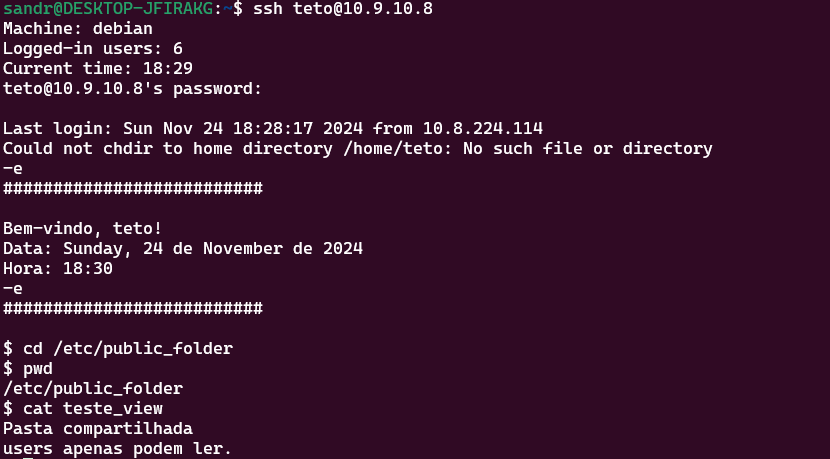 sandr@DESKTOP-JFIRAKG:~$ ssh teto@10.9.10.8
Machine: debian
Logged-in users: 6
Current time: 18:29
teto@10.9.10.8's password:
Last login: Sun Nov 24 18:28:17 2024 from 10.8.224.114
Could not chdir to home directory /home/teto: No such file or directory
-e
##########################
Bem-vindo, teto!
Data: Sunday, 24 de November de 2024
Hora: 18:30
-e
##########################
$ cd /etc/public_folder
$ pwd
/etc/public_folder
$ cat teste_view
Pasta compartilhada
users apenas podem ler.